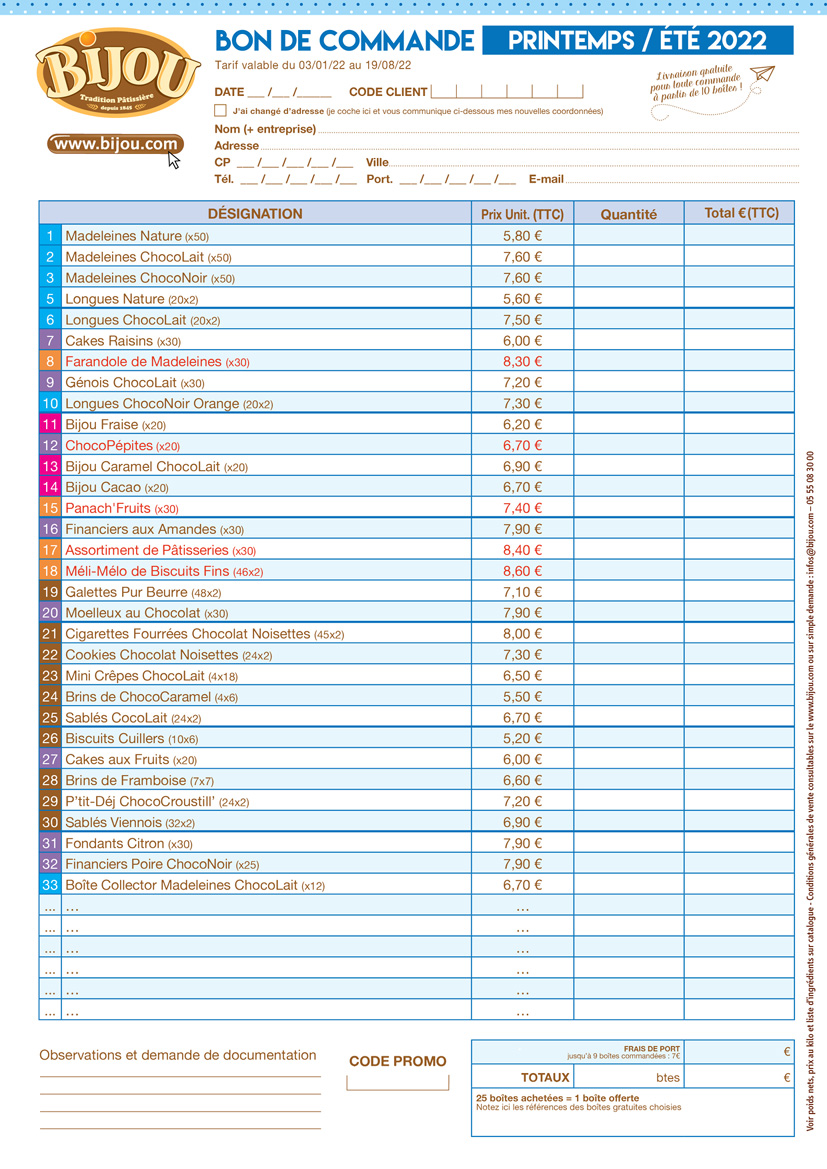 BIJOU
Tradition Pâtissière
depuis 1845
www.bijou.com
BON DE COMMANDE PRINTEMPS / ÉTÉ 2022
Tarif valable du 03/01/22 au 19/08/22
Livraison gratuite
pour toute commande
à partir de 10 boîtes !
DATE ___ /___ /______ CODE CLIENT
J'ai changé d'adresse (je coche ici et vous communique ci-dessous mes nouvelles coordonnées)
Nom (+ entreprise)
Adresse
CP ___ /___ /___ /___ /___ Ville
Tél. ___ /___ /___ /___ /___ Port. ___ /___ /___ /___ /___ E-mail
DÉSIGNATION Prix Unit. (TTC) Quantité Total € (TTC)
1 Madeleines Nature (x50) 5,80 €
2 Madeleines ChocoLait (x50) 7,60 €
3 Madeleines ChocoNoir (x50) 7,60 €
5 Longues Nature (20x2) 5,60 €
6 Longues ChocoLait (20x2) 7,50 €
7 Cakes Raisins (x30) 6,00 €
8 Farandole de Madeleines (x30) 8,30 €
9 Génois ChocoLait (x30) 7,20 €
10 Longues ChocoNoir Orange (20x2) 7,30 €
11 Bijou Fraise (x20) 6,20 €
12 ChocoPépites (x20) 6,70 €
13 Bijou Caramel ChocoLait (x20) 6,90 €
14 Bijou Cacao (x20) 6,70 €
15 Panach'Fruits (x30) 7,40 €
16 Financiers aux Amandes (x30) 7,90 €
17 Assortiment de Pâtisseries (x30) 8,40 €
18 Méli-Mélo de Biscuits Fins (46x2) 8,60 €
19 Galettes Pur Beurre (48x2) 7,10 €
20 Moelleux au Chocolat (x30) 7,90 €
21 Cigarettes Fourrées Chocolat Noisettes (45x2) 8,00 €
22 Cookies Chocolat Noisettes (24x2) 7,30 €
23 Mini Crêpes ChocoLait (4x18) 6,50 €
24 Brins de ChocoCaramel (4x6) 5,50 €
25 Sablés CocoLait (24x2) 6,70 €
26 Biscuits Cuillers (10x6) 5,20 €
27 Cakes aux Fruits (x20) 6,00 €
28 Brins de Framboise (7x7) 6,60 €
29 P'tit-Déj ChocoCroustill' (24x2) 7,20 €
30 Sablés Viennois (32x2) 6,90 €
31 Fondants Citron (x30) 7,90 €
32 Financiers Poire ChocoNoir (x25) 7,90 €
33 Boîte Collector Madeleines ChocoLait (x12) 6,70 €
... ... ...
... ... ...
... ... ...
... ... ...
... ... ...
... ... ...
Observations et demande de documentation
CODE PROMO
FRAIS DE PORT
jusqu'à 9 boîtes commandées : 7€ €
TOTAUX btes €
25 boîtes achetées = 1 boîte offerte
Notez ici les références des boîtes gratuites choisies
Voir poids nets, prix au kilo et liste d'ingrédients sur catalogue - Conditions générales de vente consultables sur le www.bijou.com ou sur simple demande : infos@bijou.com – 05 55 08 30 00